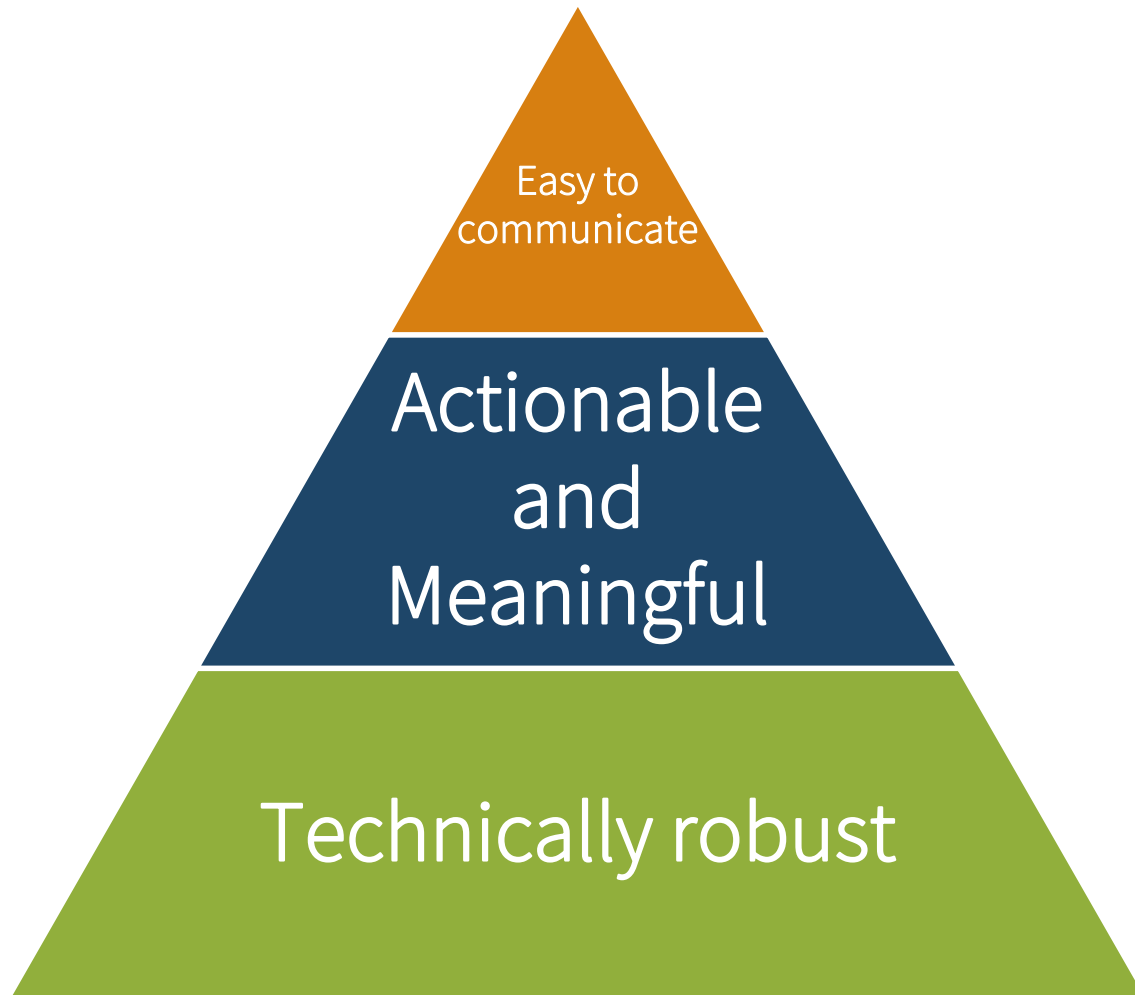 Easy to
communicate
Actionable
and
Meaningful
Technically robust